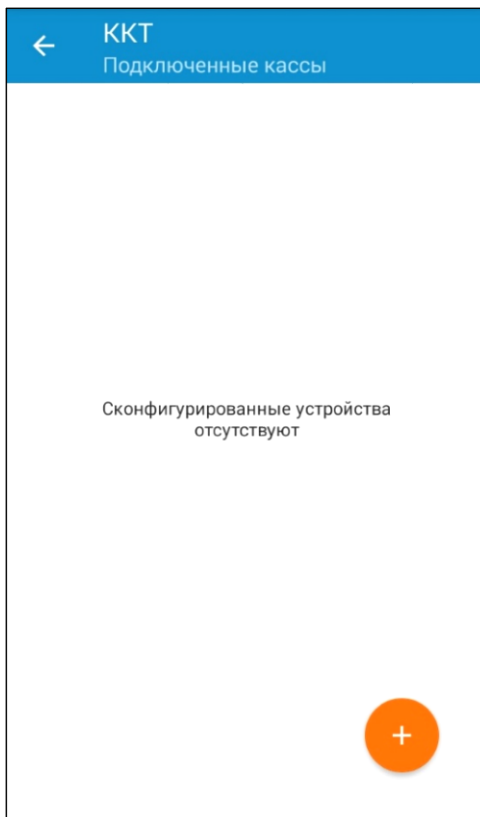 ККТ
Подключенные кассы
Сконфигурированные устройства
отсутствуют